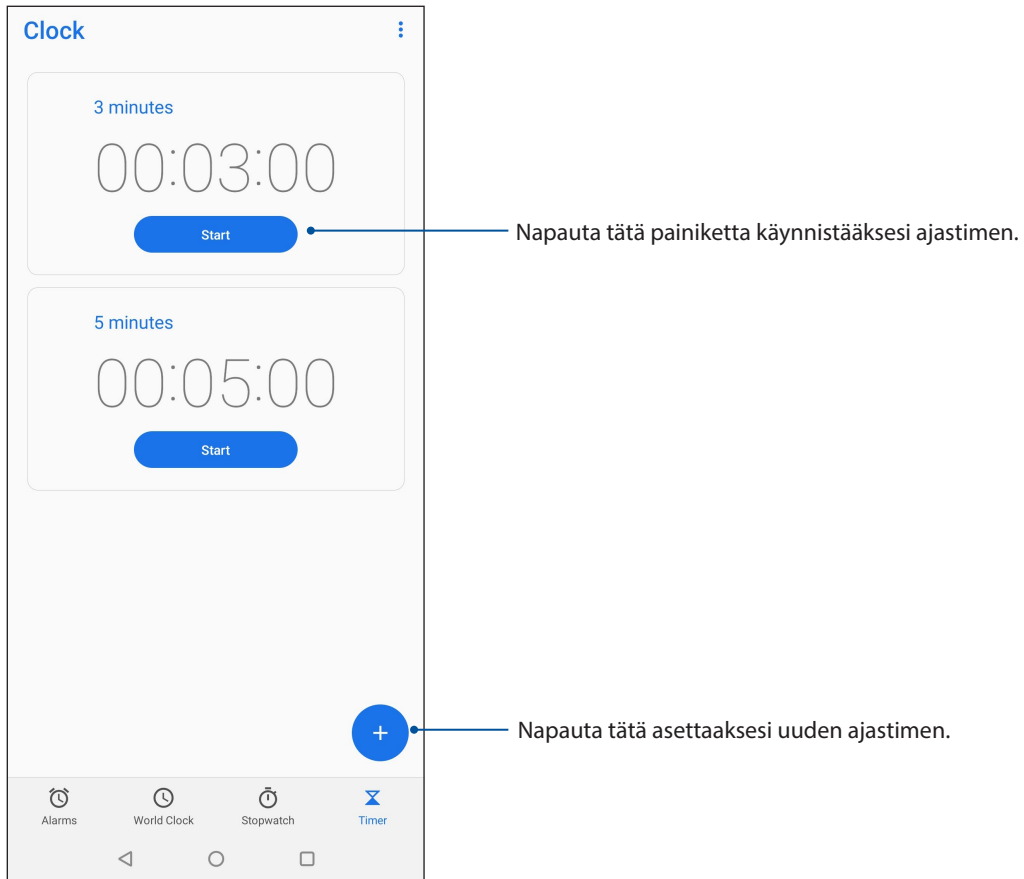 Clock
3 minutes
00:03:00
Start
Napauta tätä painiketta käynnistääksesi ajastimen.
5 minutes
00:05:00
Start
+
Napauta tätä asettaaksesi uuden ajastimen.
Alarms
World Clock
Stopwatch
Timer